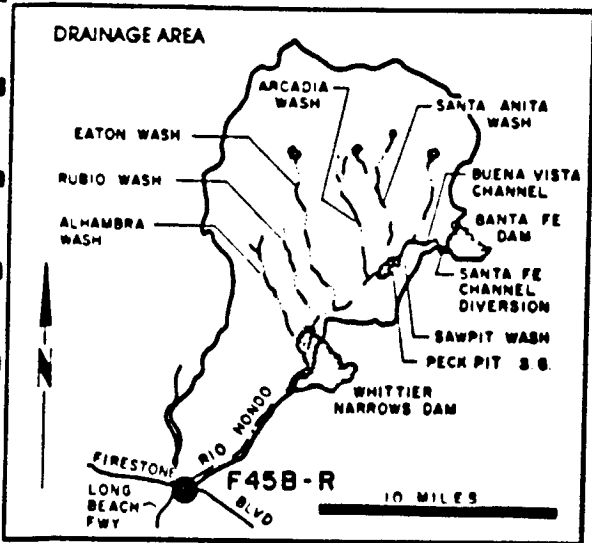 DRAINAGE AREA
ARCADIA
WASH
SANTA ANITA
WASH
EATON WASH
RUBIO WASH
ALHAMBRA
WASH
BUENA VISTA
CHANNEL
SANTA FE
DAM
SANTA FE
CHANNEL
DIVERSION
SAWPIT WASH
PECK PIT S.G.
WHITTIER
NARROWS DAM
N
RIO HONDO
FIRESTONE
BLVD
F45B-R
LONG
BEACH
FWY
10 MILES